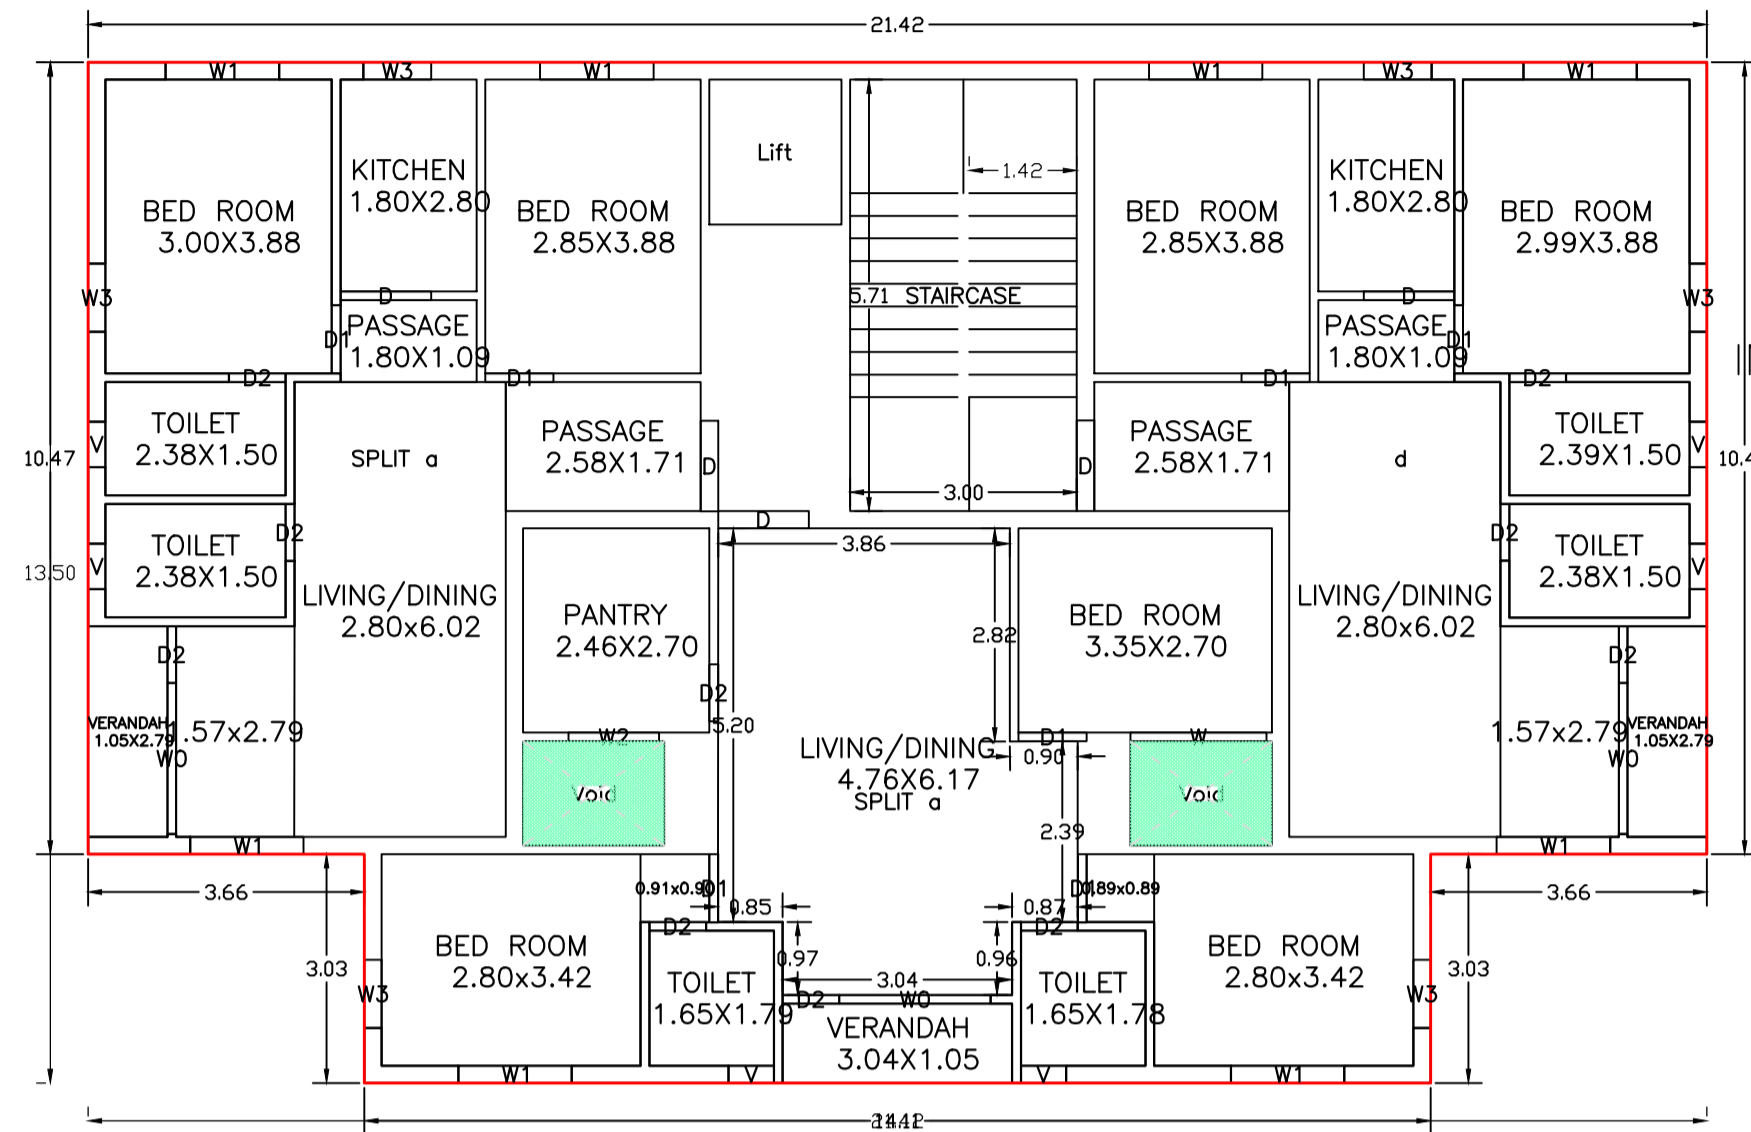 21.42
W1
W3
W1
W1
W3
W1
Lift
1.42
KITCHEN
1.80X2.80
KITCHEN
1.80X2.80
BED ROOM
3.00X3.88
BED ROOM
2.85X3.88
BED ROOM
2.85X3.88
BED ROOM
2.99X3.88
W3
D
5.71 STAIRCASE
D
W3
PASSAGE
1.80X1.09
D1
PASSAGE
1.80X1.09
D1
D2
D1
D1
D2
TOILET
2.38X1.50
V
SPLIT a
PASSAGE
2.58X1.71
D
PASSAGE
2.58X1.71
D
d
TOILET
2.39X1.50
V
10.47
3.00
D
D2
D2
3.86
TOILET
2.38X1.50
V
TOILET
2.38X1.50
V
13.50
LIVING/DINING
2.80x6.02
PANTRY
2.46X2.70
2.82
BED ROOM
3.35X2.70
LIVING/DINING
2.80x6.02
D2
D2
D2
5.20
VERANDAH
1.05X2.79
1.57x2.79
W0
W2
D1
W
0.90
1.57x2.79
VERANDAH
1.05X2.79
W0
LIVING/DINING
4.76X6.17
SPLIT a
Void
Void
2.39
W1
W1
3.66
0.91x0.90
D1
0.85
0.87
D1
0.89x0.89
3.66
D2
D2
BED ROOM
2.80x3.42
0.97
0.96
BED ROOM
2.80x3.42
3.03
3.03
W3
TOILET
1.65X1.79
3.04
D2
W0
TOILET
1.65X1.78
W3
VERANDAH
3.04X1.05
W1
V
V
W1